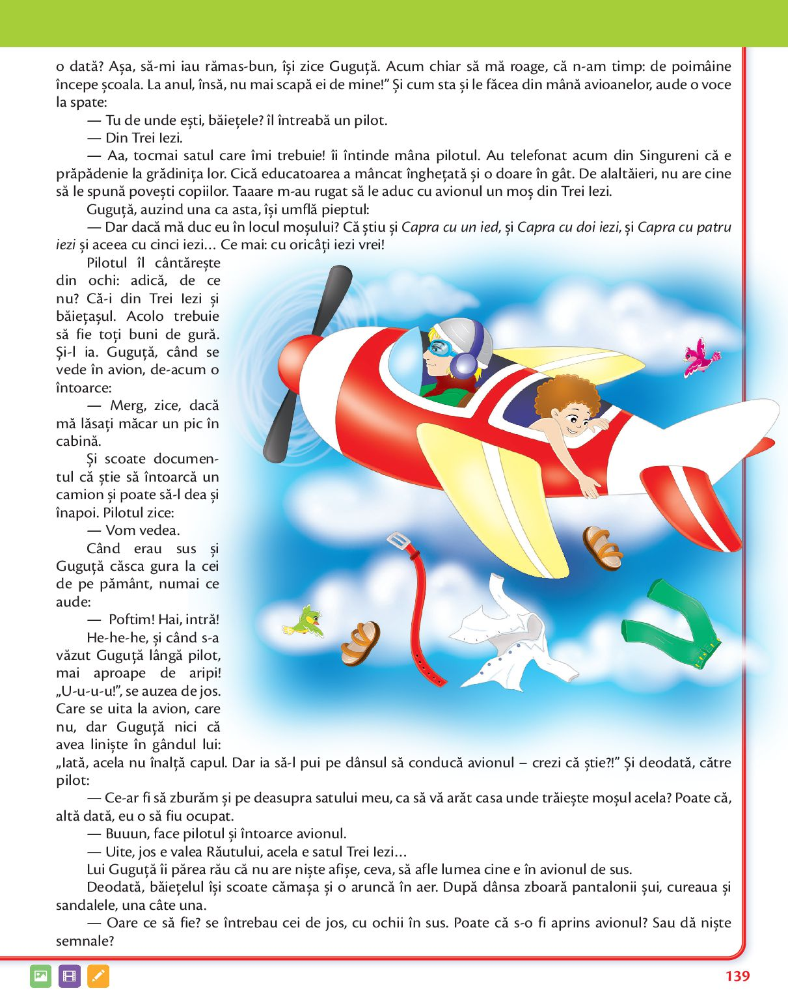 o dată? Așa, să-mi iau rămas-bun, își zice Guguță. Acum chiar să mă roage, că n-am timp: de poimâine
începe școala. La anul, însă, nu mai scapă ei de mine!” Și cum sta și le făcea din mână avioanelor, aude o voce
la spate:
— Tu de unde ești, băiețele? îl întreabă un pilot.
— Din Trei Iezi.
— Aa, tocmai satul care îmi trebuie! îi întinde mâna pilotul. Au telefonat acum din Singureni că e
prăpădenie la grădinița lor. Cică educatoarea a mâncat înghețată și o doare în gât. De alaltăieri, nu are cine
să le spună povești copiilor. Taaare m-au rugat să le aduc cu avionul un moș din Trei Iezi.
Guguță, auzind una ca asta, își umflă pieptul:
— Dar dacă mă duc eu în locul moșului? Că știu și Capra cu un ied, și Capra cu doi iezi, și Capra cu patru
iezi și aceea cu cinci iezi… Ce mai: cu oricâți iezi vrei!
Pilotul îl cântărește
din ochi: adică, de ce
nu? Că-i din Trei Iezi și
băiețașul. Acolo trebuie
să fie toți buni de gură.
Și-l ia. Guguță, când se
vede în avion, de-acum o
întoarce:
— Merg, zice, dacă
mă lăsați măcar un pic în
cabină.
Și scoate documen-
tul că știe să întoarcă un
camion și poate să-l dea și
înapoi. Pilotul zice:
— Vom vedea.
Când erau sus și
Guguță căsca gura la cei
de pe pământ, numai ce
aude:
— Poftim! Hai, intră!
He-he-he, și când s-a
văzut Guguță lângă pilot,
mai aproape de aripi!
„U-u-u-u!”, se auzea de jos.
Care se uita la avion, care
nu, dar Guguță nici că
avea liniște în gândul lui:
„Iată, acela nu înalță capul. Dar ia să-l pui pe dânsul să conducă avionul – crezi că știe?!” Și deodată, către
pilot:
— Ce-ar fi să zburăm și pe deasupra satului meu, ca să vă arăt casa unde trăiește moșul acela? Poate că,
altă dată, eu o să fiu ocupat.
— Buuun, face pilotul și întoarce avionul.
— Uite, jos e valea Răutului, acela e satul Trei Iezi…
Lui Guguță îi părea rău că nu are niște afișe, ceva, să afle lumea cine e în avionul de sus.
Deodată, băiețelul își scoate cămașa și o aruncă în aer. După dânsa zboară pantalonii șui, cureaua și
sandalele, una câte una.
— Oare ce să fie? se întrebau cei de jos, cu ochii în sus. Poate că s-o fi aprins avionul? Sau dă niște
semnale?
139